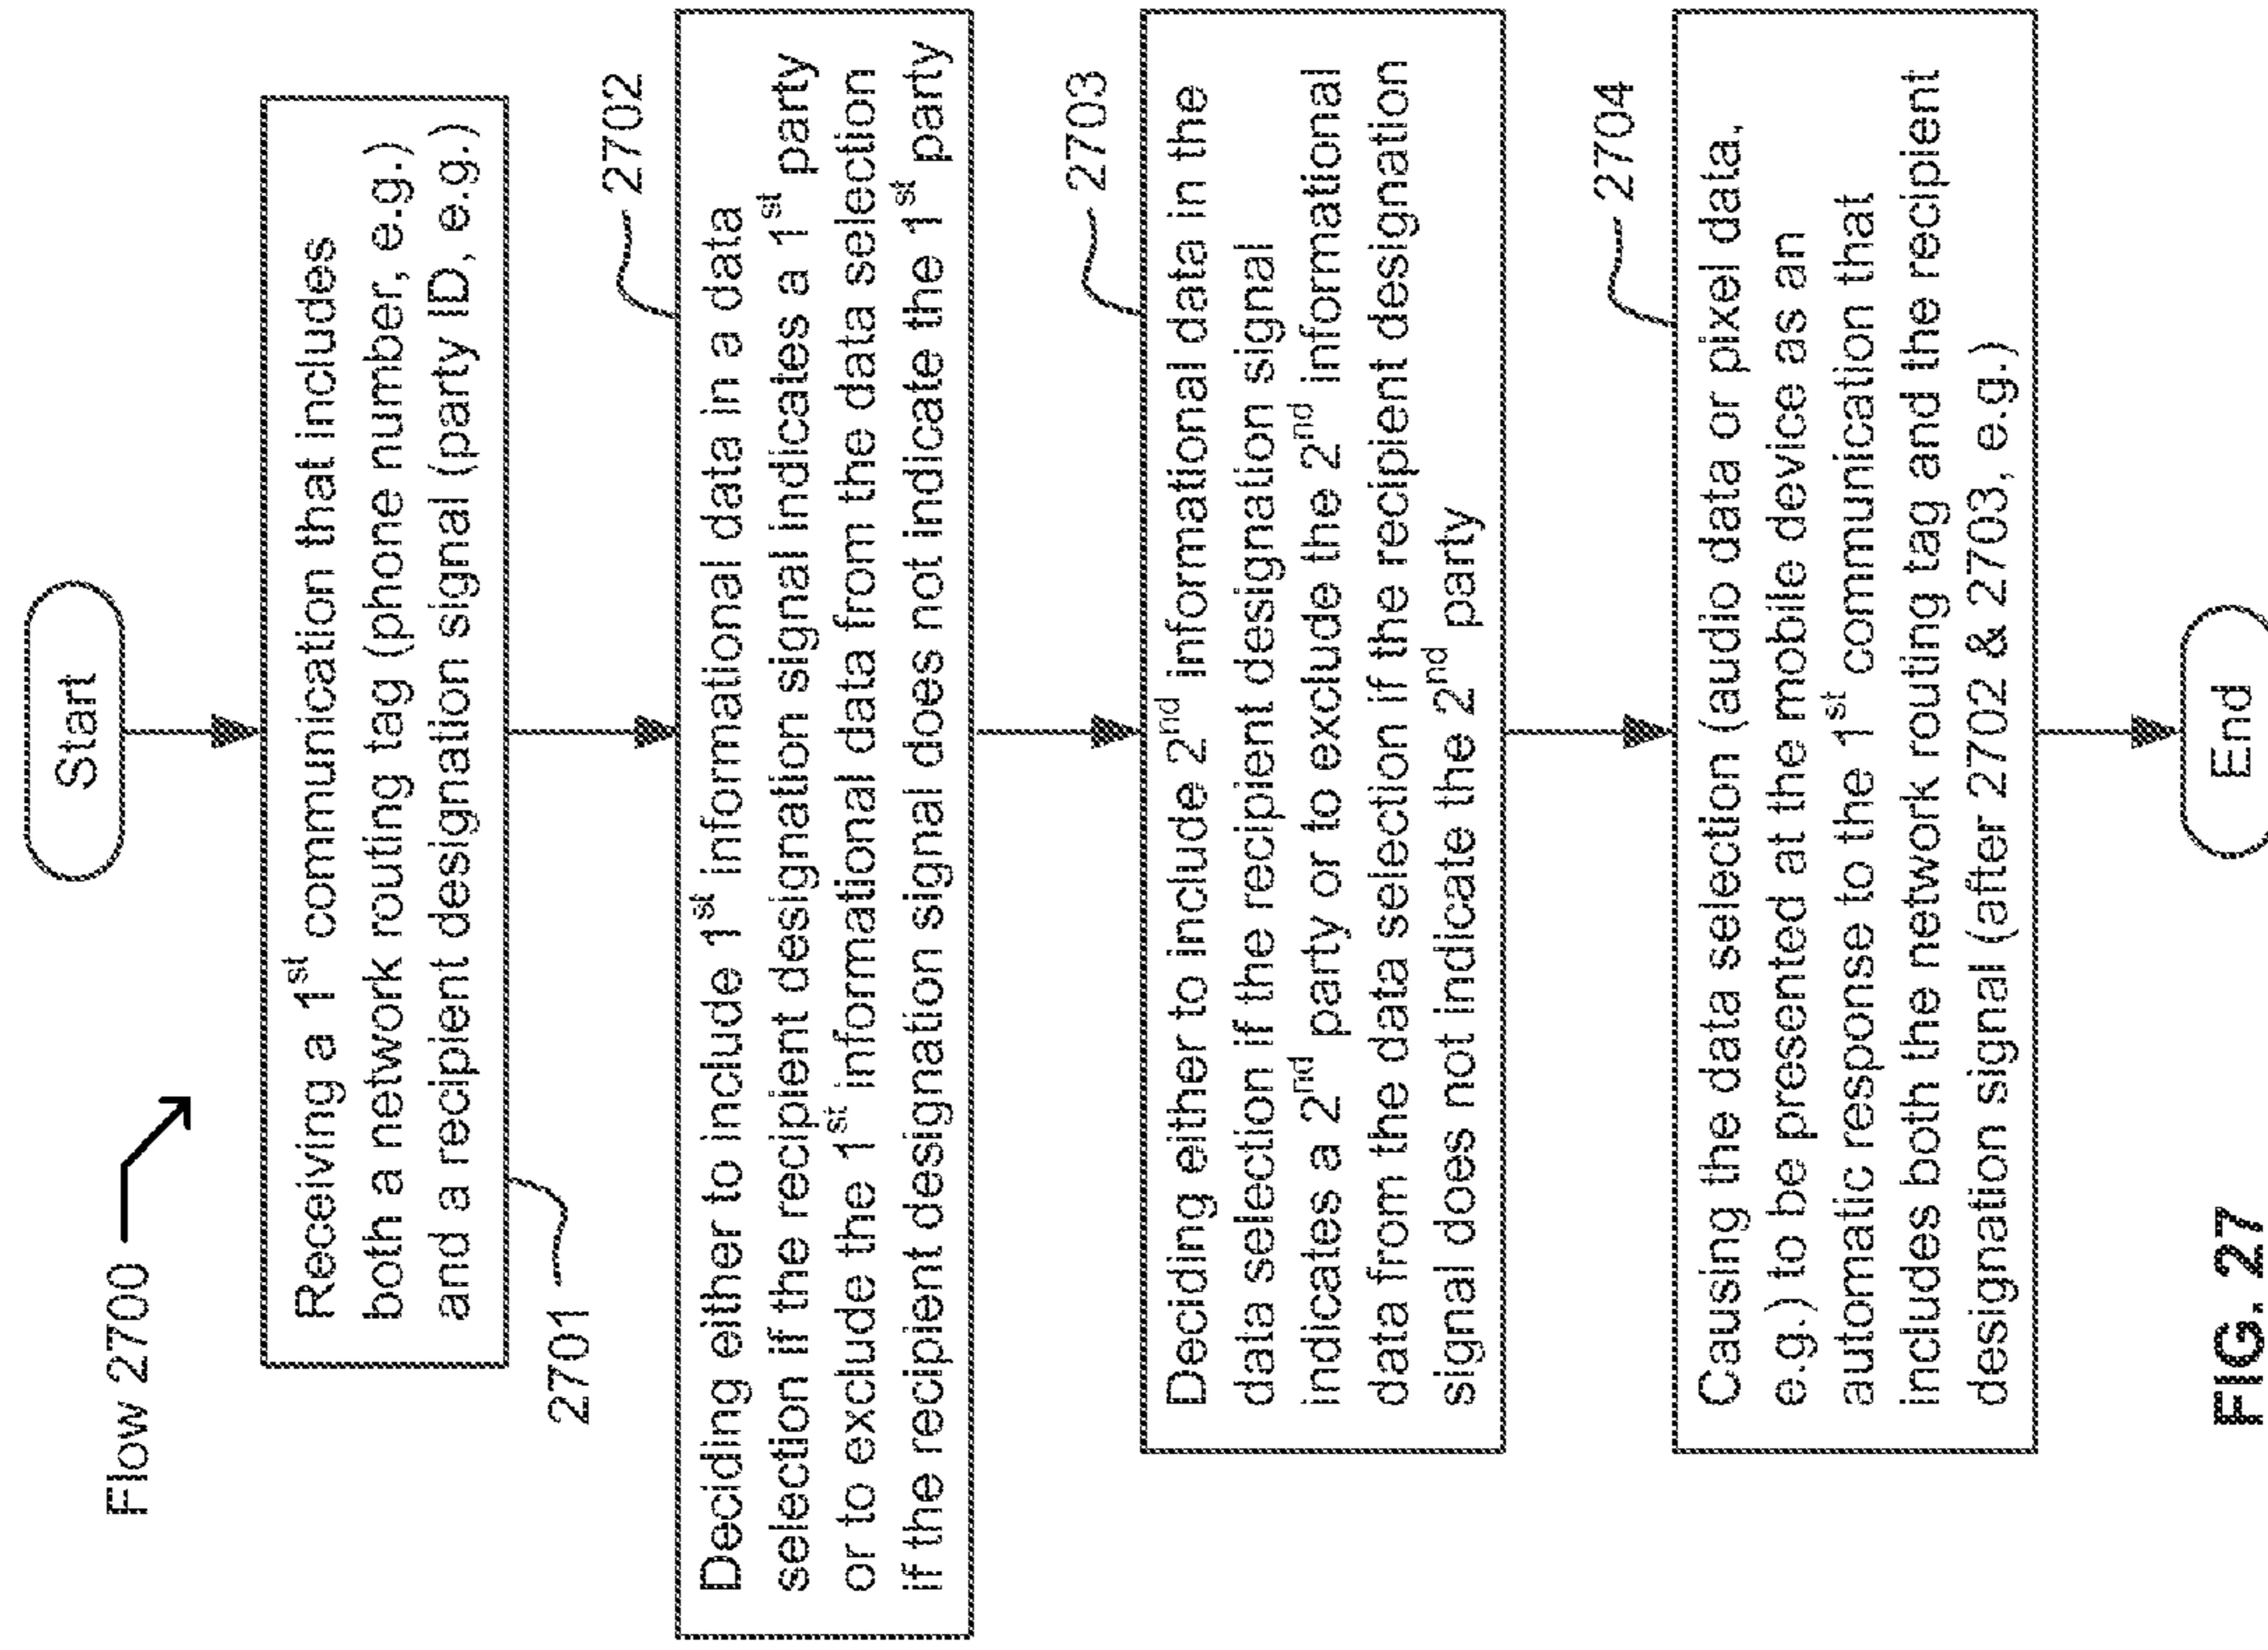 Flow 2700
Start
Receiving a 1st communication that includes
both a network routing tag (phone number, e.g.)
and a recipient designation signal (party ID, e.g.)
2701
2702
Deciding either to include 1st informational data in a data
selection if the recipient designation signal indicates a 1st party
or to exclude the 1st informational data from the data selection
if the recipient designation signal does not indicate the 1st party
2703
Deciding either to include 2nd informational data in the
data selection if the recipient designation signal
indicates a 2nd party or to exclude the 2nd informational
data from the data selection if the recipient designation
signal does not indicate the 2nd party
2704
Causing the data selection (audio data or pixel data,
e.g.) to be presented at the mobile device as an
automatic response to the 1st communication that
includes both the network routing tag and the recipient
designation signal (after 2702 & 2703, e.g.)
End
FIG. 27